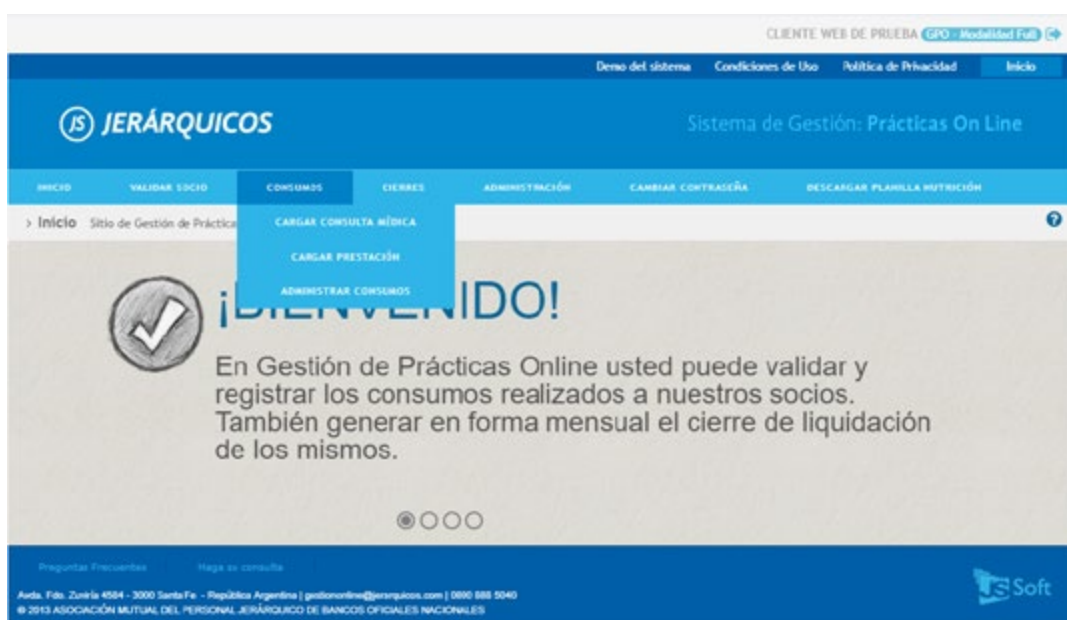 CLIENTE WEB DE PRUEBA GPO - Modalidad Full
Demo del sistema Condiciones de Uso Política de Privacidad Inicio
JS JERÁRQUICOS
Sistema de Gestión: Prácticas On Line
INICIO VALIDAR SOCIO CONSUMOS CIERRES ADMINISTRACIÓN CAMBIAR CONTRASEÑA DESCARGAR PLANILLA NUTRICIÓN
> Inicio Sitio de Gestión de Práctica
?
CARGAR CONSULTA MÉDICA
CARGAR PRESTACIÓN
ADMINISTRAR CONSUMOS
¡BIENVENIDO!
En Gestión de Prácticas Online usted puede validar y
registrar los consumos realizados a nuestros socios.
También generar en forma mensual el cierre de liquidación
de los mismos.
Preguntas Frecuentes Haga su consulta
Avda. Fdo. Zuviría 4584 - 3000 Santa Fe - República Argentina | gestiononline@jerarquicos.com | 0800 888 5040
© 2013 ASOCIACIÓN MUTUAL DEL PERSONAL JERÁRQUICO DE BANCOS OFICIALES NACIONALES
JS Soft